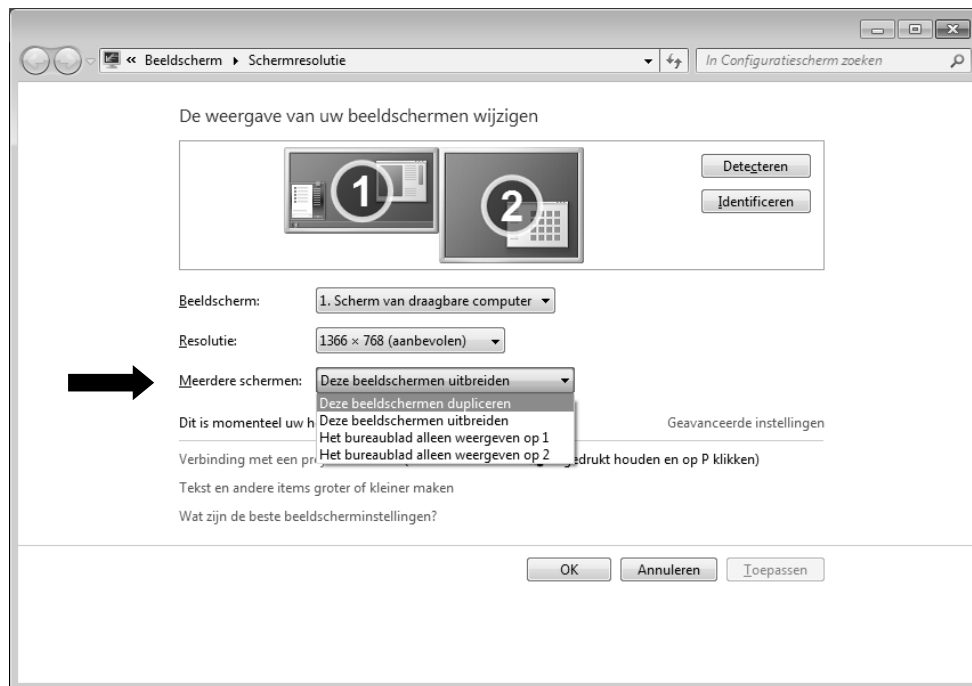 « Beeldscherm ▸ Schermresolutie
In Configuratiescherm zoeken
De weergave van uw beeldschermen wijzigen
1
2
Detecteren
Identificeren
Beeldscherm: 1. Scherm van draagbare computer
Resolutie: 1366 × 768 (aanbevolen)
Meerdere schermen: Deze beeldschermen uitbreiden
Deze beeldschermen dupliceren
Deze beeldschermen uitbreiden
Het bureaublad alleen weergeven op 1
Het bureaublad alleen weergeven op 2
Dit is momenteel uw
Geavanceerde instellingen
Verbinding met een
houden en op P klikken)
Tekst en andere items groter of kleiner maken
Wat zijn de beste beeldscherminstellingen?
OK
Annuleren
Toepassen